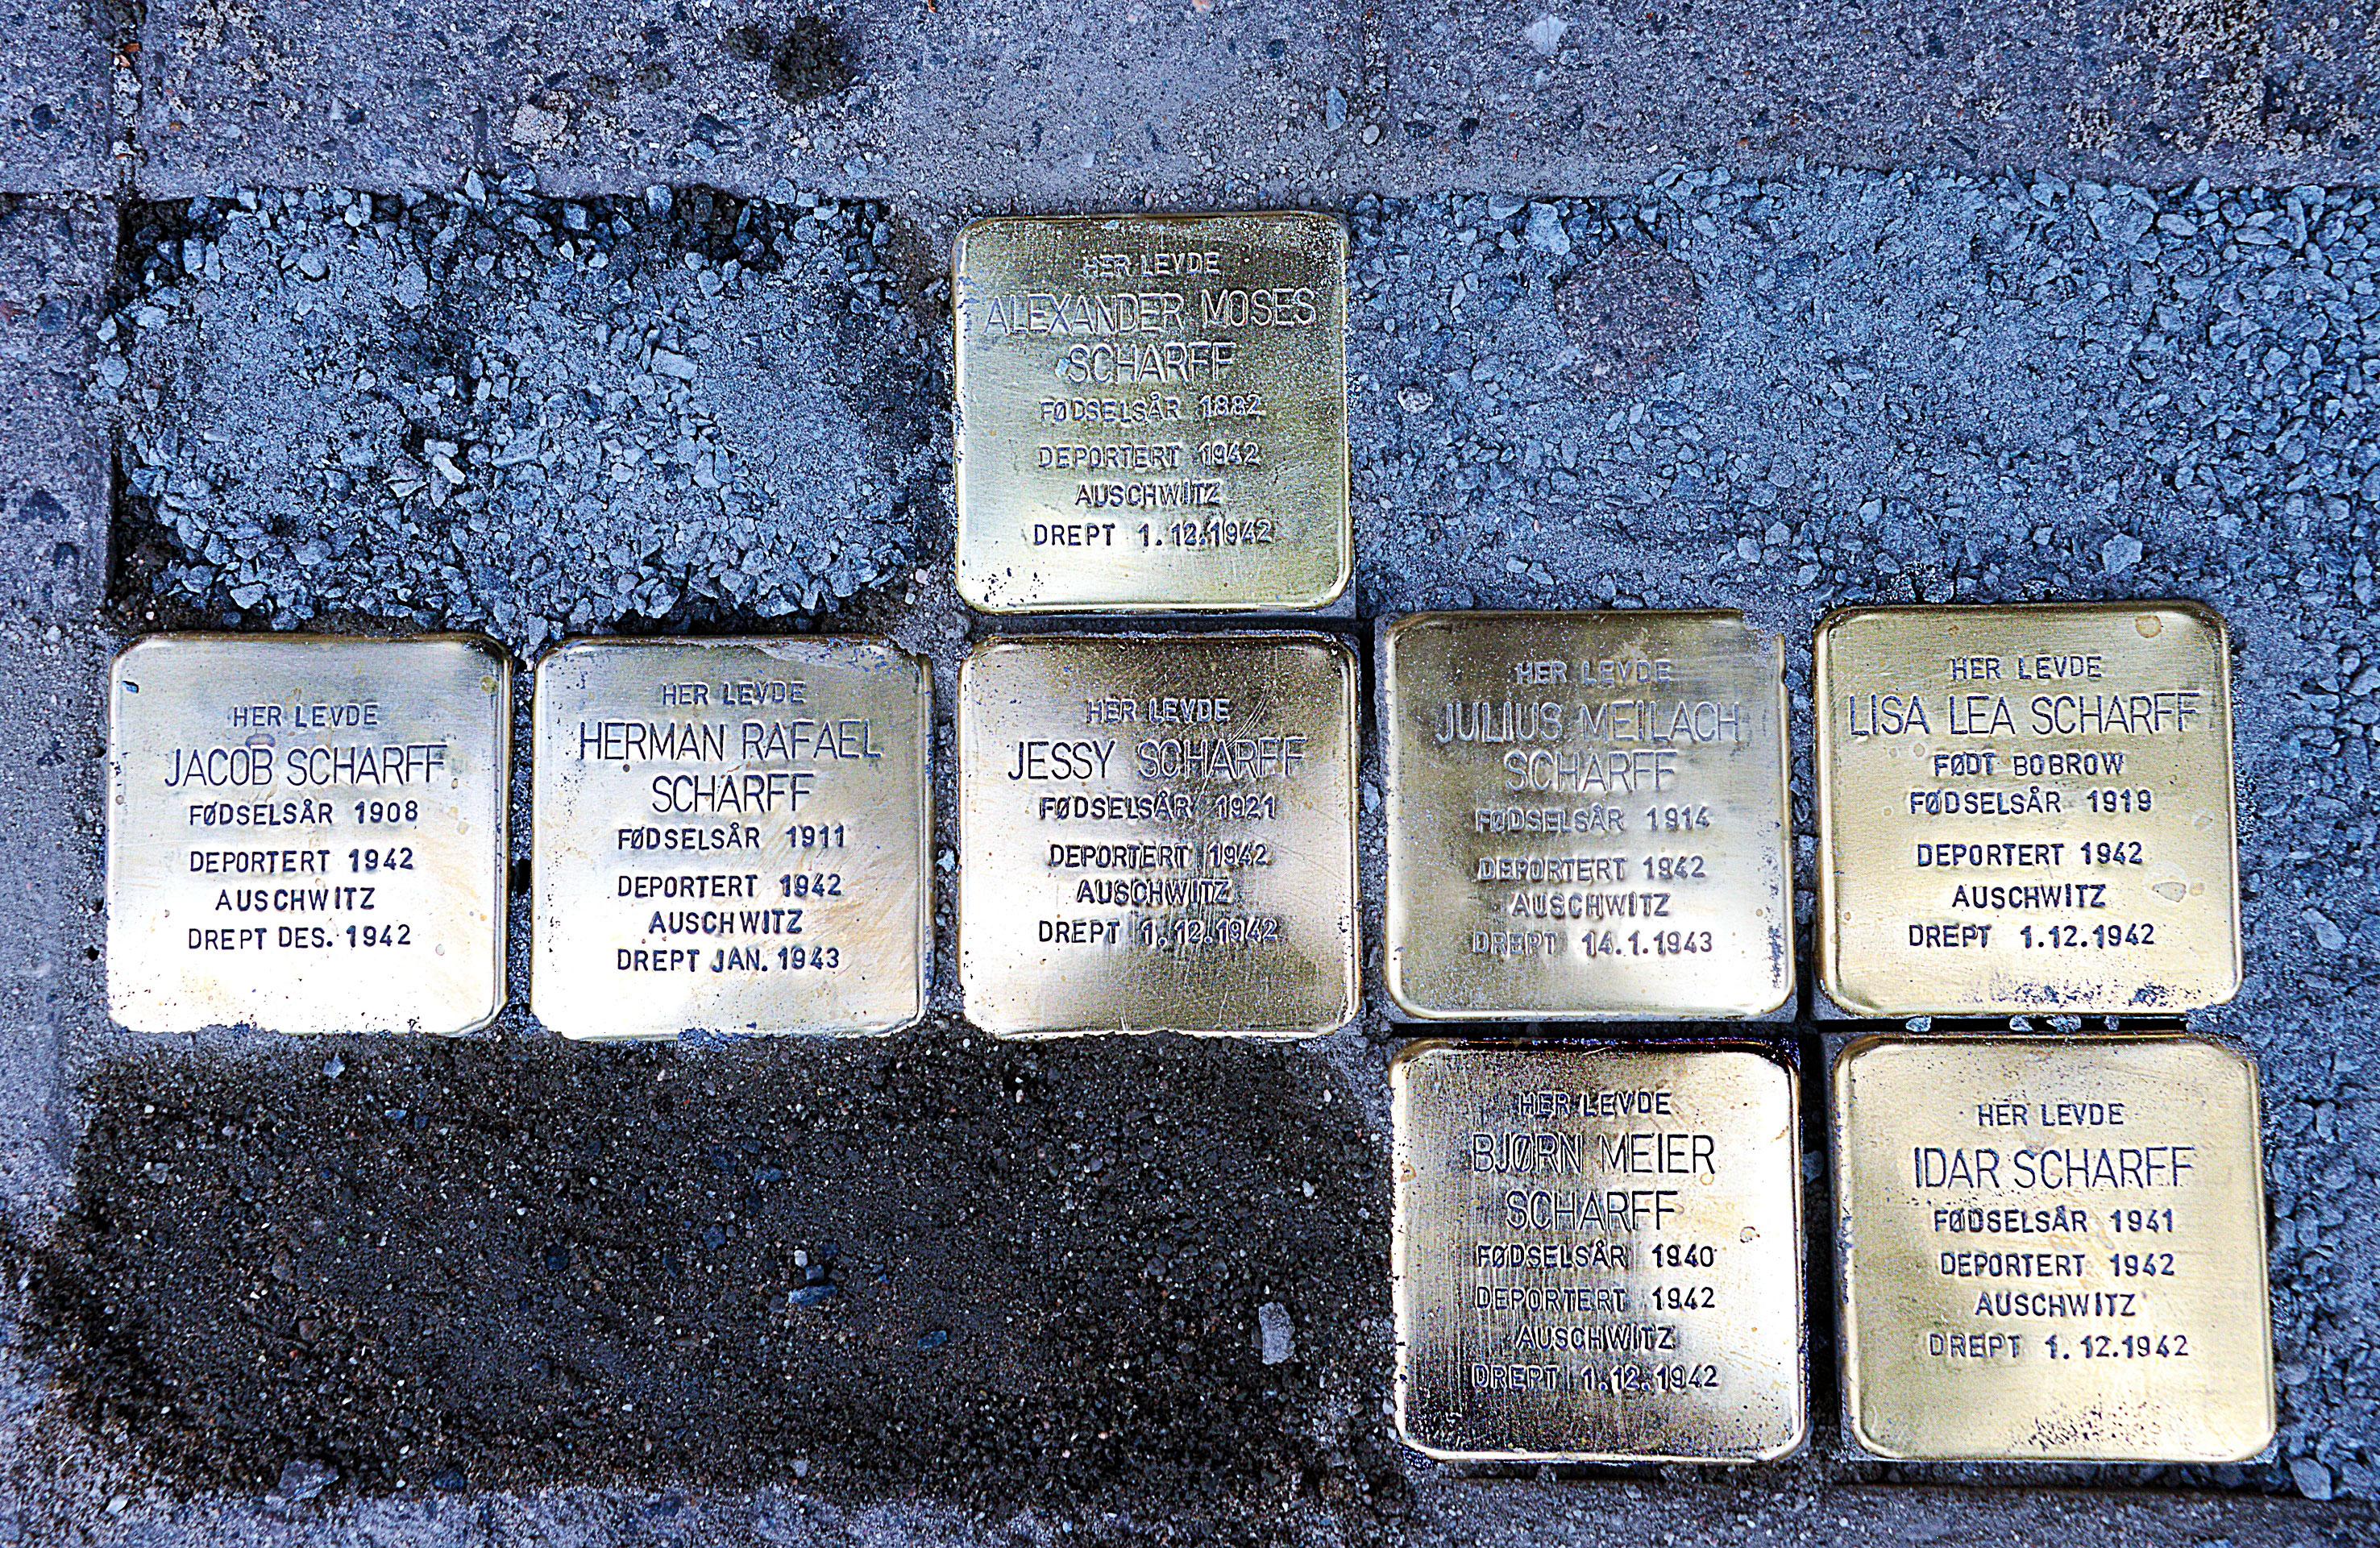 HER LEVDE
ALEXANDER MOSES
SCHARFF
FØDSELSÅR 1882
DEPORTERT 1942
AUSCHWITZ
DREPT 1.12.1942
HER LEVDE
JACOB SCHARFF
FØDSELSÅR 1908
DEPORTERT 1942
AUSCHWITZ
DREPT DES. 1942
HER LEVDE
HERMAN RAFAEL
SCHARFF
FØDSELSÅR 1911
DEPORTERT 1942
AUSCHWITZ
DREPT JAN. 1943
HER LEVDE
JESSY SCHARFF
FØDSELSÅR 1921
DEPORTERT 1942
AUSCHWITZ
DREPT 1.12.1942
HER LEVDE
JULIUS MEILACH
SCHARFF
FØDSELSÅR 1914
DEPORTERT 1942
AUSCHWITZ
DREPT 14.1.1943
HER LEVDE
LISA LEA SCHARFF
FØDT BOBROW
FØDSELSÅR 1919
DEPORTERT 1942
AUSCHWITZ
DREPT 1.12.1942
HER LEVDE
BJØRN MEIER
SCHARFF
FØDSELSÅR 1940
DEPORTERT 1942
AUSCHWITZ
DREPT 1.12.1942
HER LEVDE
IDAR SCHARFF
FØDSELSÅR 1941
DEPORTERT 1942
AUSCHWITZ
DREPT 1.12.1942